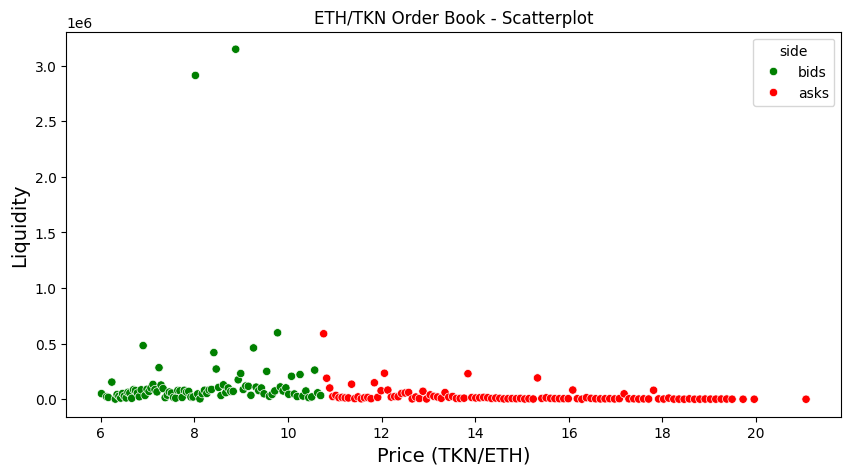 ETH/TKN Order Book - Scatterplot
1e6
3.0
2.5
2.0
1.5
1.0
0.5
0.0
Liquidity
6 8 10 12 14 16 18 20
Price (TKN/ETH)
side
bids
asks